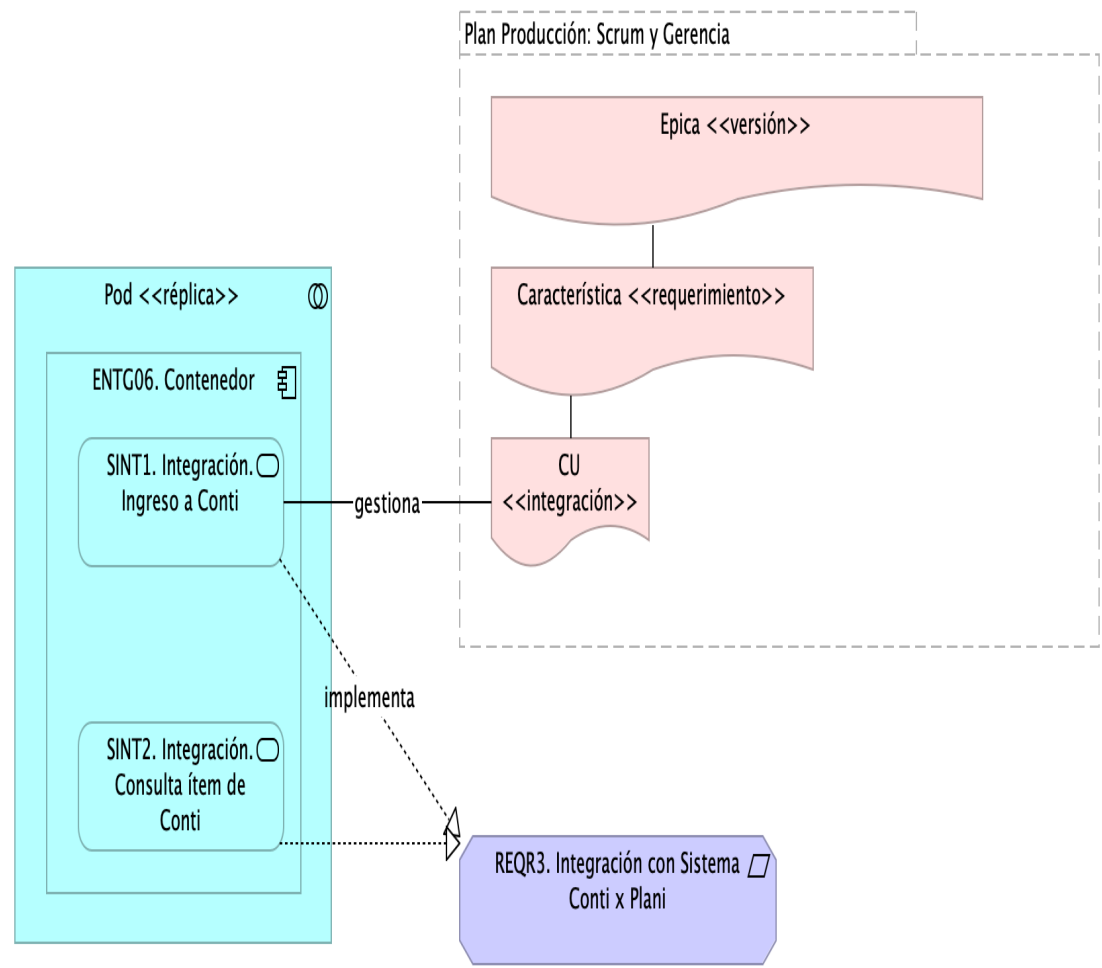 Plan Producción: Scrum y Gerencia
Epica <<versión>>
Pod <<réplica>>
Característica <<requerimiento>>
ENTG06. Contenedor
SINT1. Integración.
Ingreso a Conti
gestiona
CU
<<integración>>
implementa
SINT2. Integración.
Consulta ítem de
Conti
REQR3. Integración con Sistema
Conti x Plani